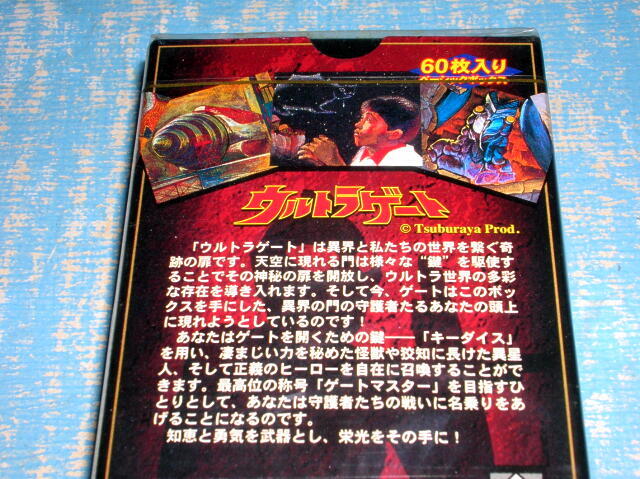 60枚入り
ベーシックボックス
ウルトラゲート
© Tsuburaya Prod.
「ウルトラゲート」は異界と私たちの世界を繋ぐ奇
跡の扉です。天空に現れる門は様々な“鍵”を駆使す
ることでその神秘の扉を開放し、ウルトラ世界の多彩
な存在を導き入れます。そして今、ゲートはこのボッ
クスを手にした、異界の門の守護者たるあなたの頭上
に現れようとしているのです！
あなたはゲートを開くための鍵――「キーダイス」
を用い、凄まじい力を秘めた怪獣や狡知に長けた異星
人、そして正義のヒーローを自在に召喚することがで
きます。最高位の称号「ゲートマスター」を目指すひ
とりとして、あなたは守護者たちの戦いに名乗りをあ
げることになるのです。
知恵と勇気を武器とし、栄光をその手に！